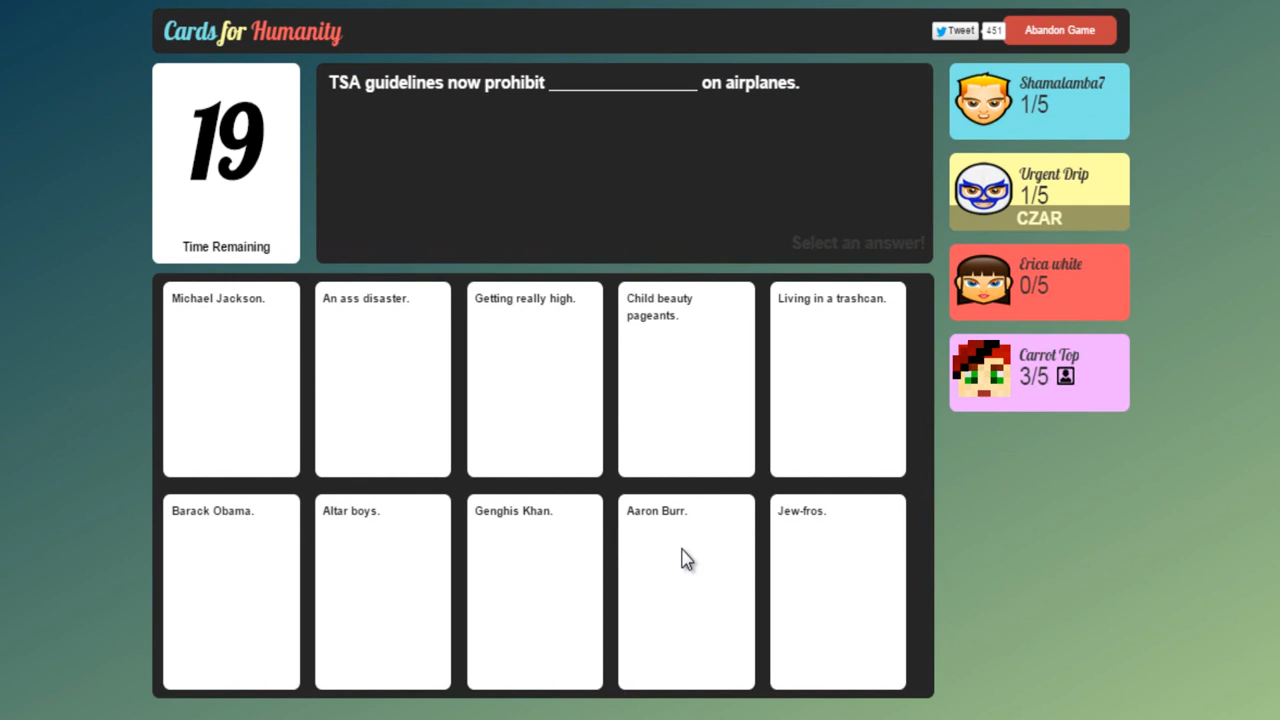 Cards for Humanity
Tweet
451
Abandon Game
19
Time Remaining
TSA guidelines now prohibit ________________ on airplanes.
Select an answer!
Shamalamba7
1/5
Urgent Drip
1/5
CZAR
Erica white
0/5
Carrot Top
3/5
Michael Jackson.
An ass disaster.
Getting really high.
Child beauty
pageants.
Living in a trashcan.
Barack Obama.
Altar boys.
Genghis Khan.
Aaron Burr.
Jew-fros.